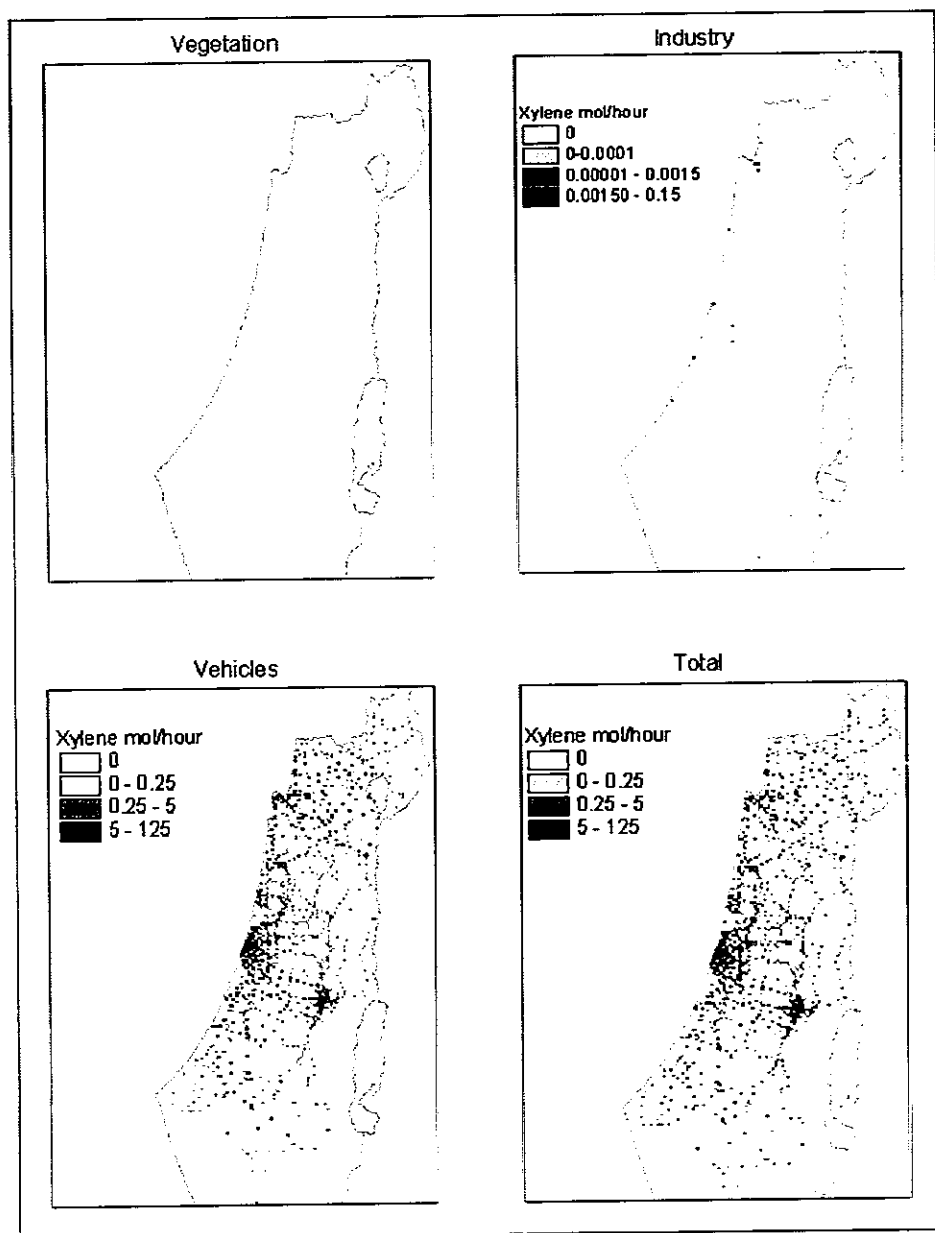 Vegetation
Industry
Xylene mol/hour
0
0-0.0001
0.00001 - 0.0015
0.00150 - 0.15
Vehicles
Xylene mol/hour
0
0 - 0.25
0.25 - 5
5 - 125
Total
Xylene mol/hour
0
0 - 0.25
0.25 - 5
5 - 125